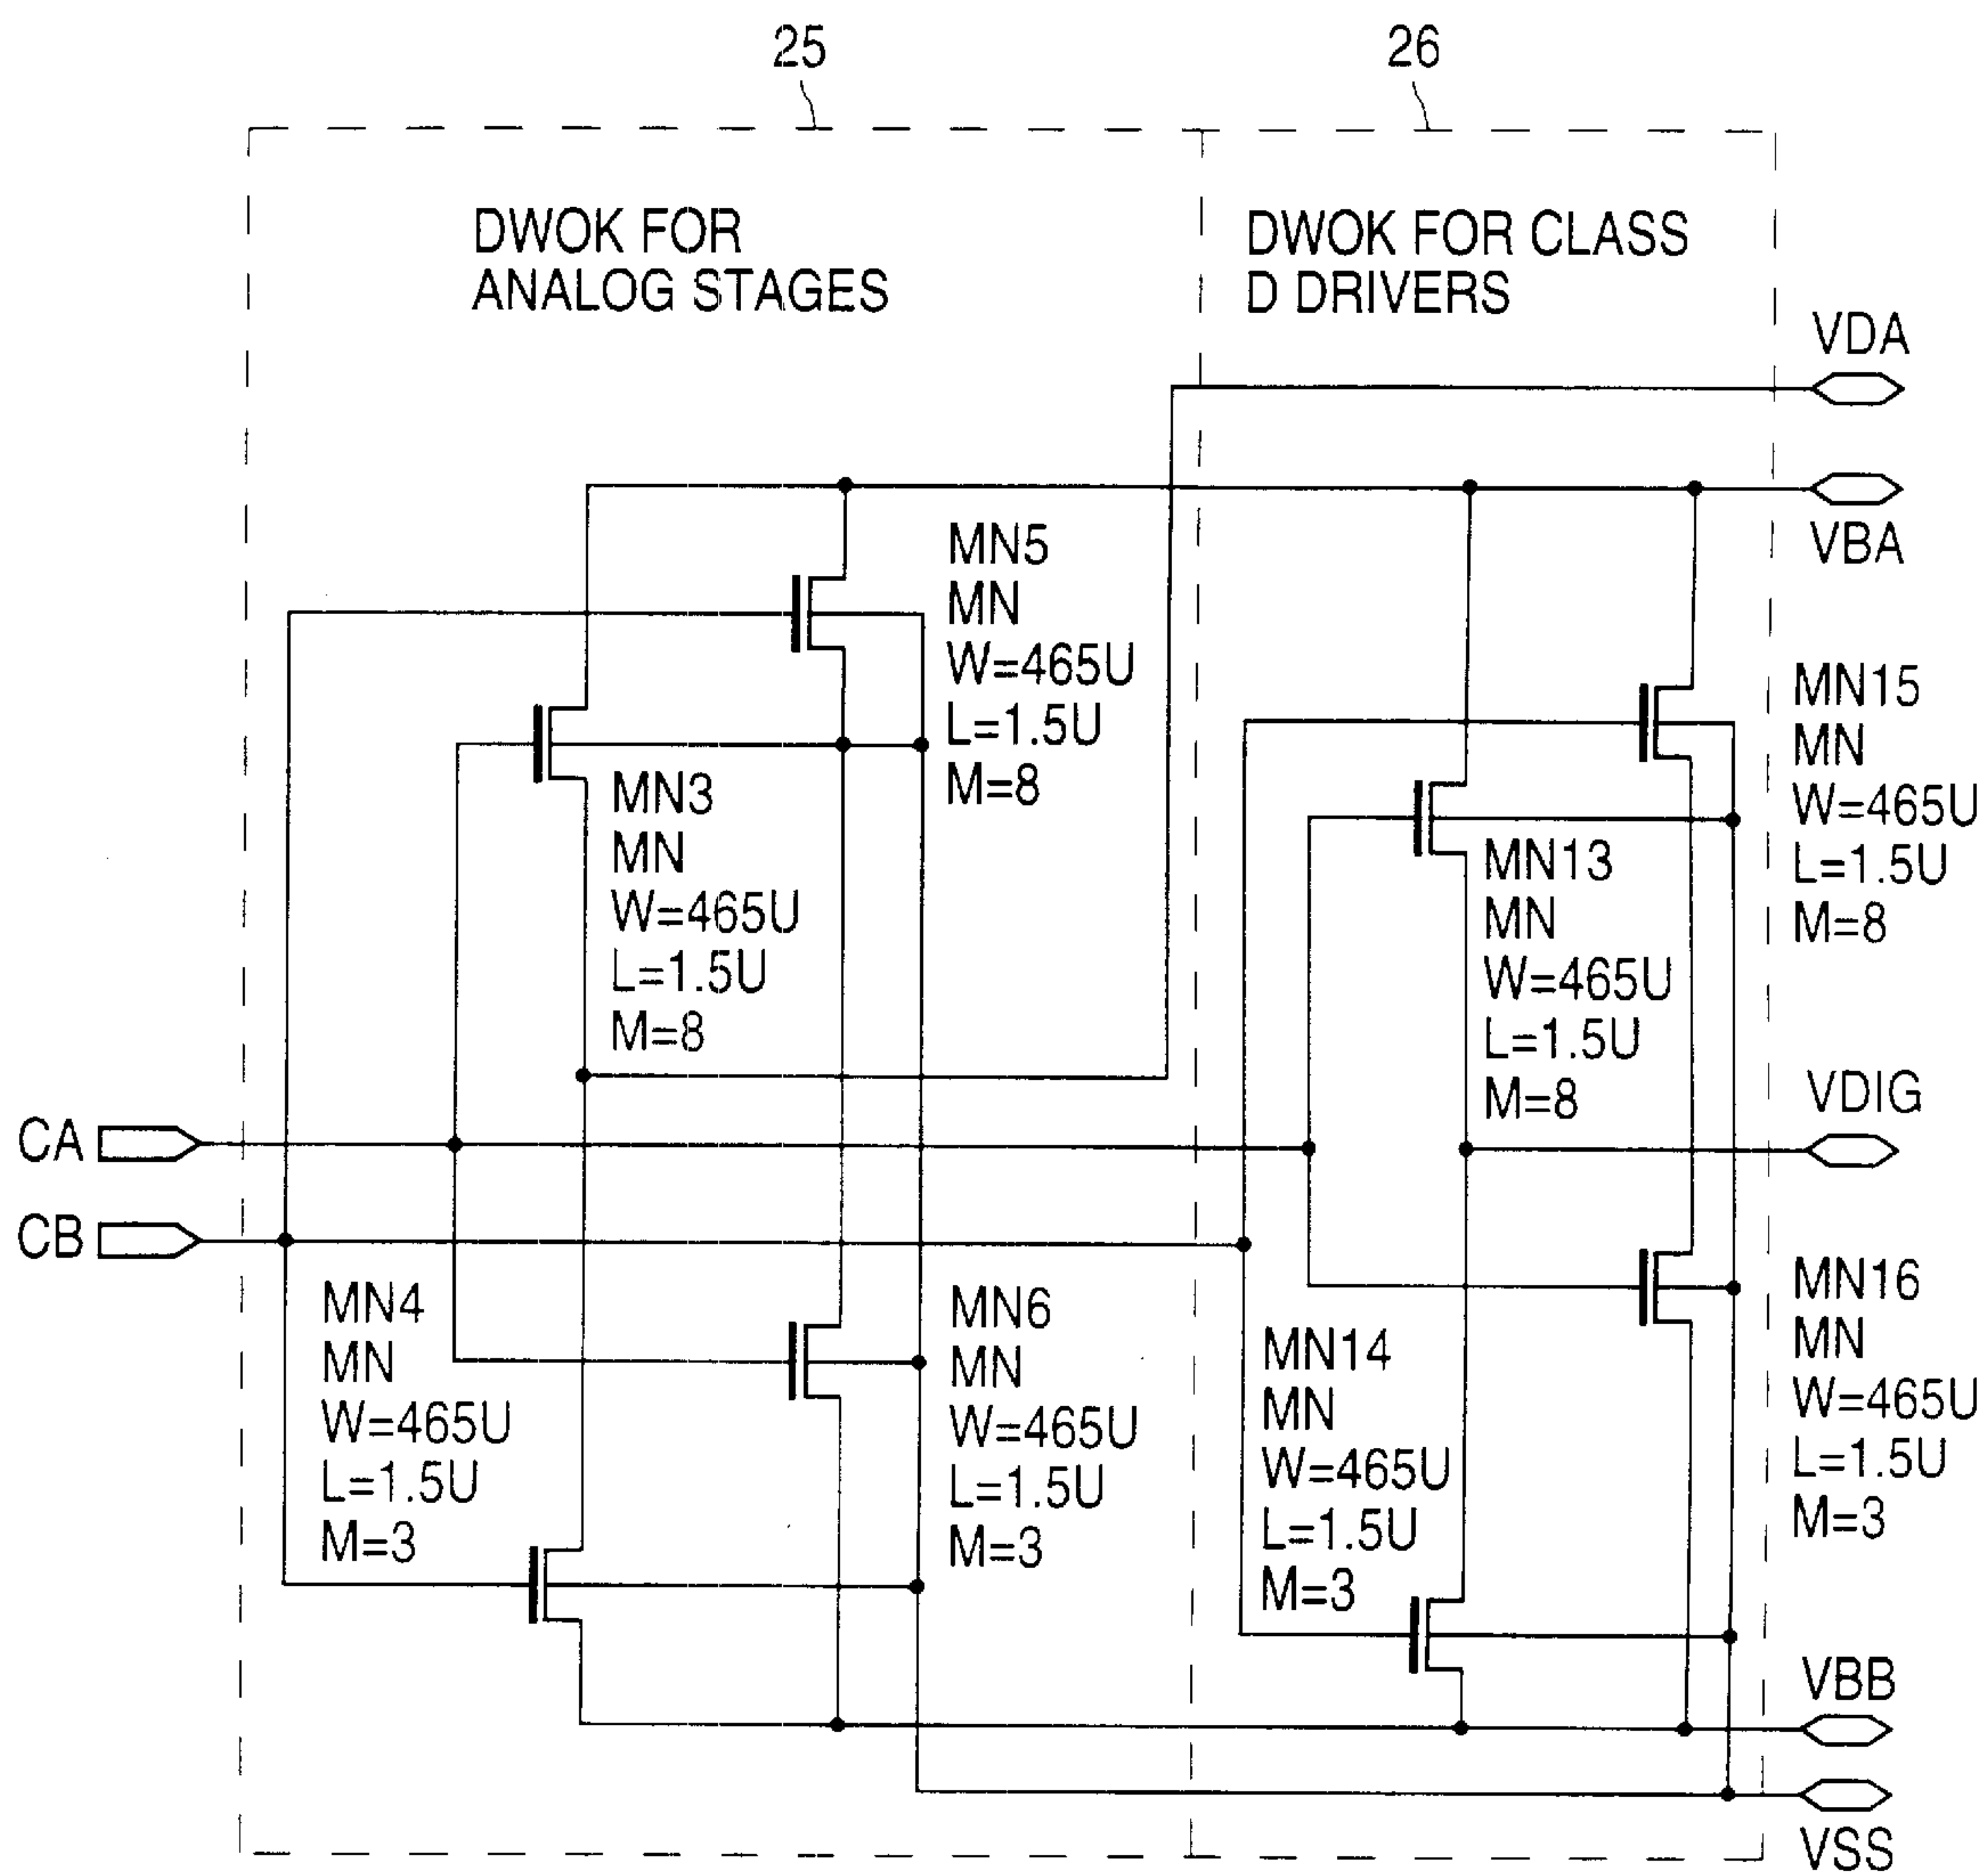 25
26
DWOK FOR
ANALOG STAGES
DWOK FOR CLASS
D DRIVERS
VDA
VBA
MN5
MN
W=465U
L=1.5U
M=8
MN15
MN
W=465U
L=1.5U
M=8
MN3
MN
W=465U
L=1.5U
M=8
MN13
MN
W=465U
L=1.5U
M=8
VDIG
CA
CB
MN4
MN
W=465U
L=1.5U
M=3
MN6
MN
W=465U
L=1.5U
M=3
MN14
MN
W=465U
L=1.5U
M=3
MN16
MN
W=465U
L=1.5U
M=3
VBB
VSS